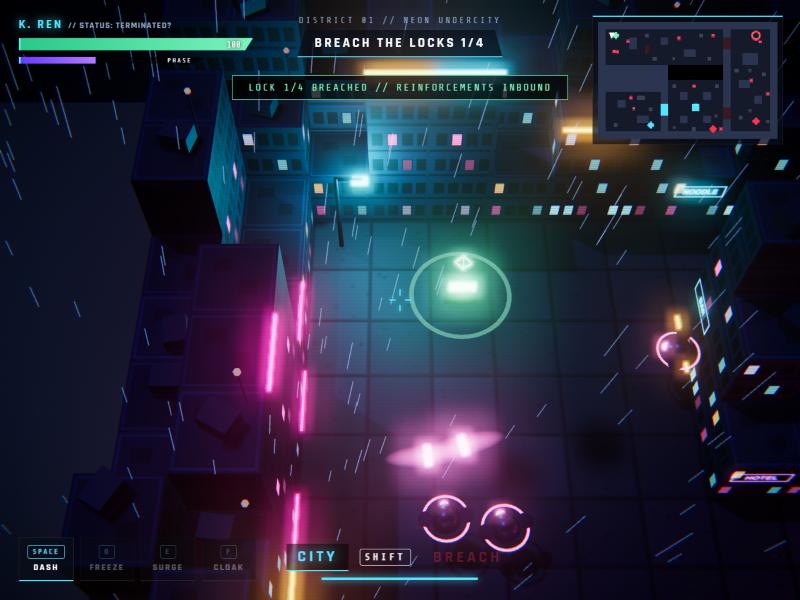 K. REN // STATUS: TERMINATED?
100
PHASE
DISTRICT 01 // NEON UNDERCITY
BREACH THE LOCKS 1/4
LOCK 1/4 BREACHED // REINFORCEMENTS INBOUND
NOODLE
HOTEL
SPACE
DASH
Q
FREEZE
E
SURGE
F
CLOAK
CITY SHIFT BREACH